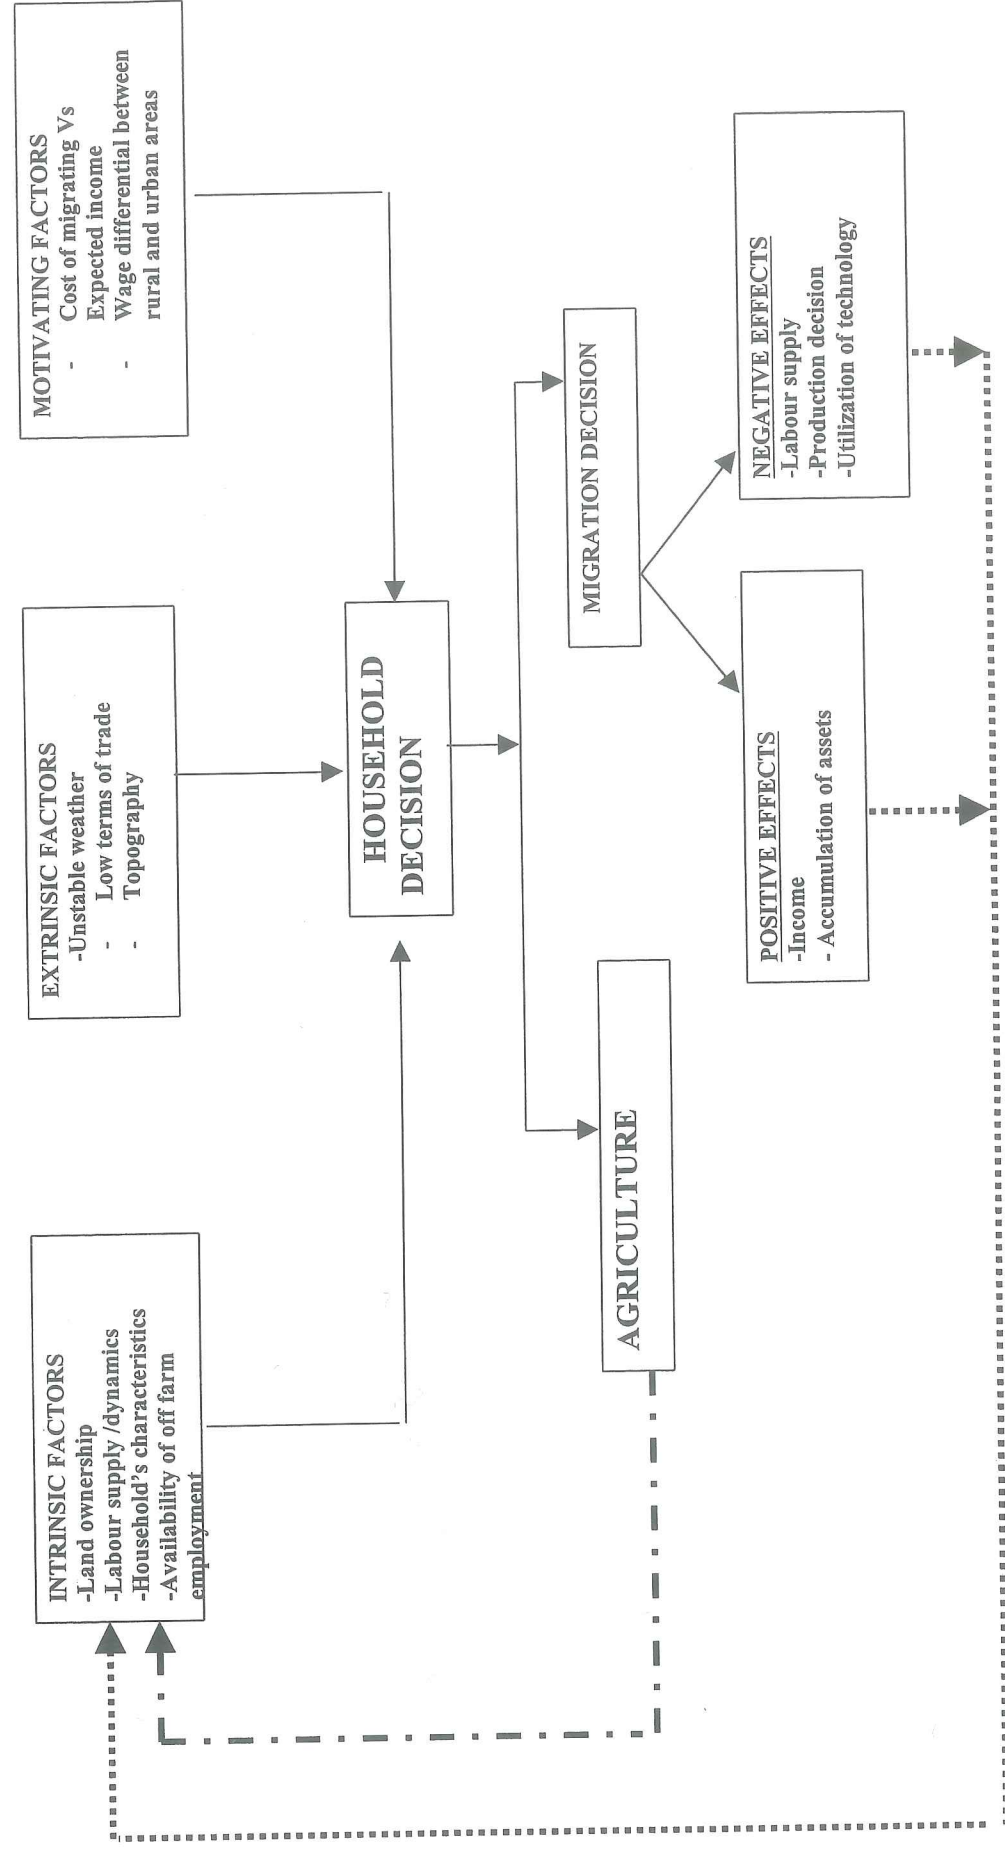 INTRINSIC FACTORS
-Land ownership
-Labour supply /dynamics
-Household's characteristics
-Availability of off farm
employment
EXTRINSIC FACTORS
-Unstable weather
- Low terms of trade
- Topography
MOTIVATING FACTORS
- Cost of migrating Vs
Expected income
- Wage differential between
rural and urban areas
HOUSEHOLD
DECISION
AGRICULTURE
MIGRATION DECISION
POSITIVE EFFECTS
-Income
- Accumulation of assets
NEGATIVE EFFECTS
-Labour supply
-Production decision
-Utilization of technology